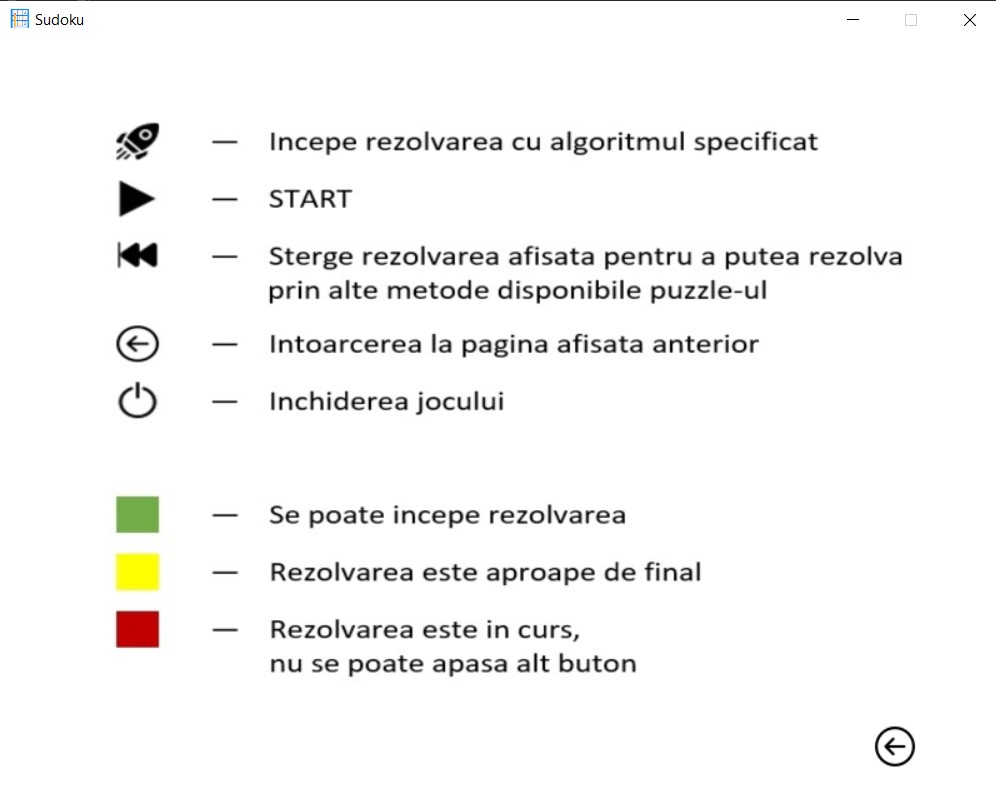 Sudoku
— Incepe rezolvarea cu algoritmul specificat
— START
— Sterge rezolvarea afisata pentru a putea rezolva
prin alte metode disponibile puzzle-ul
— Intoarcerea la pagina afisata anterior
— Inchiderea jocului
— Se poate incepe rezolvarea
— Rezolvarea este aproape de final
— Rezolvarea este in curs,
nu se poate apasa alt buton